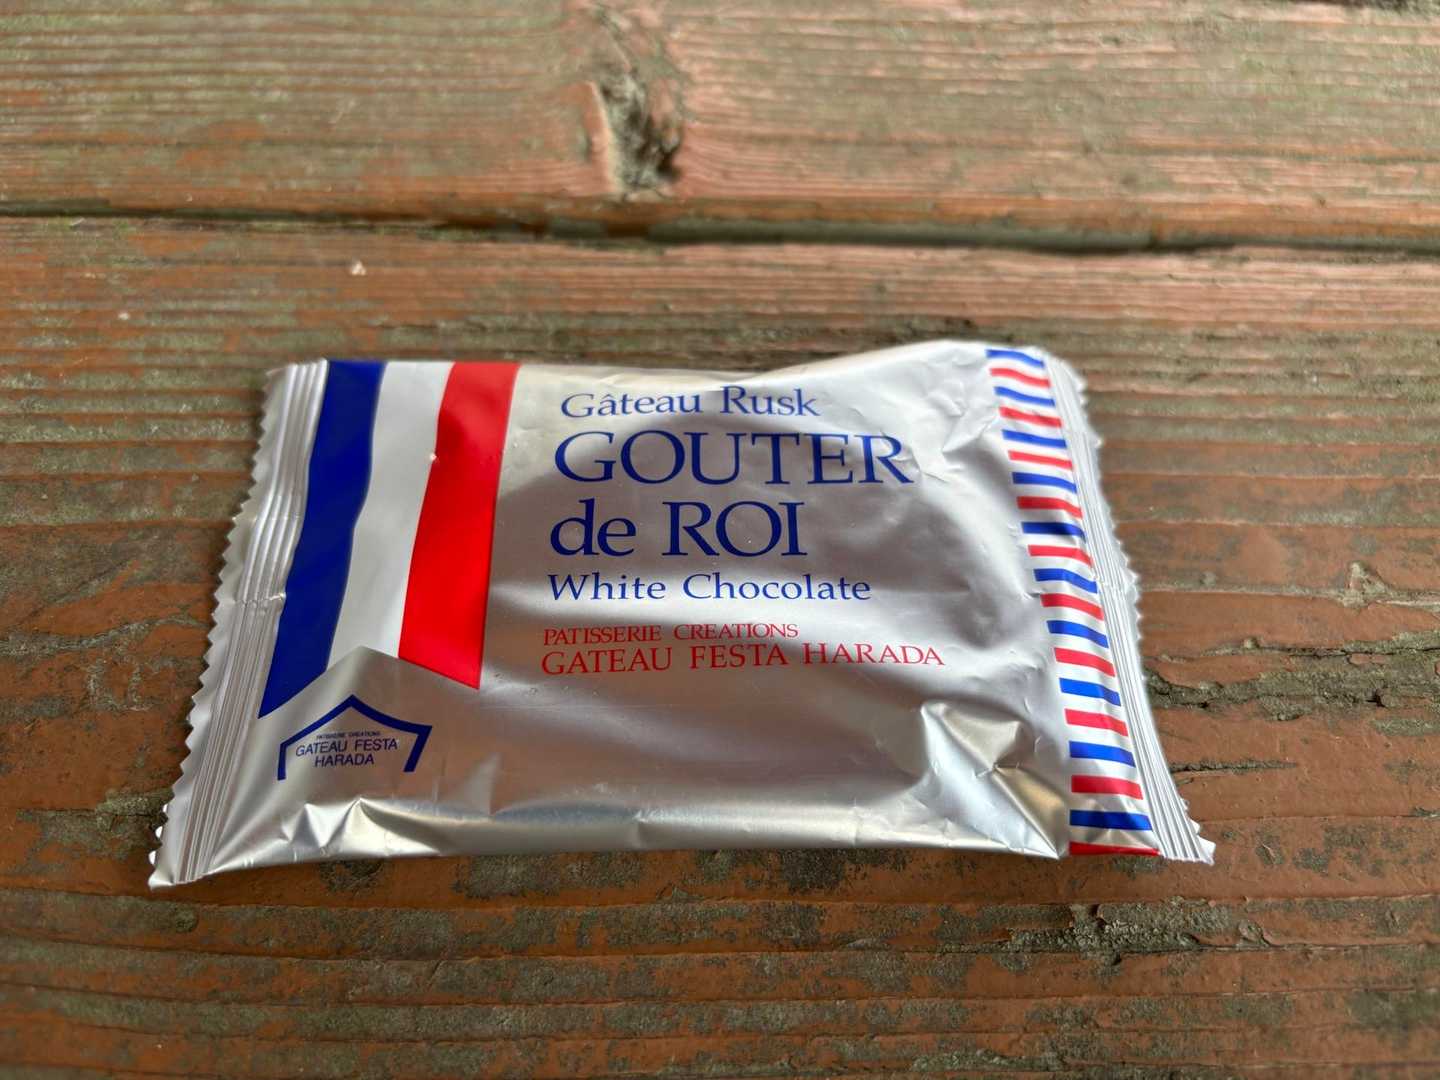 Gâteau Rusk
GOUTER
de ROI
White Chocolate
PATISSERIE CREATIONS
GATEAU FESTA HARADA
PATISSERIE CREATIONS
GATEAU FESTA
HARADA